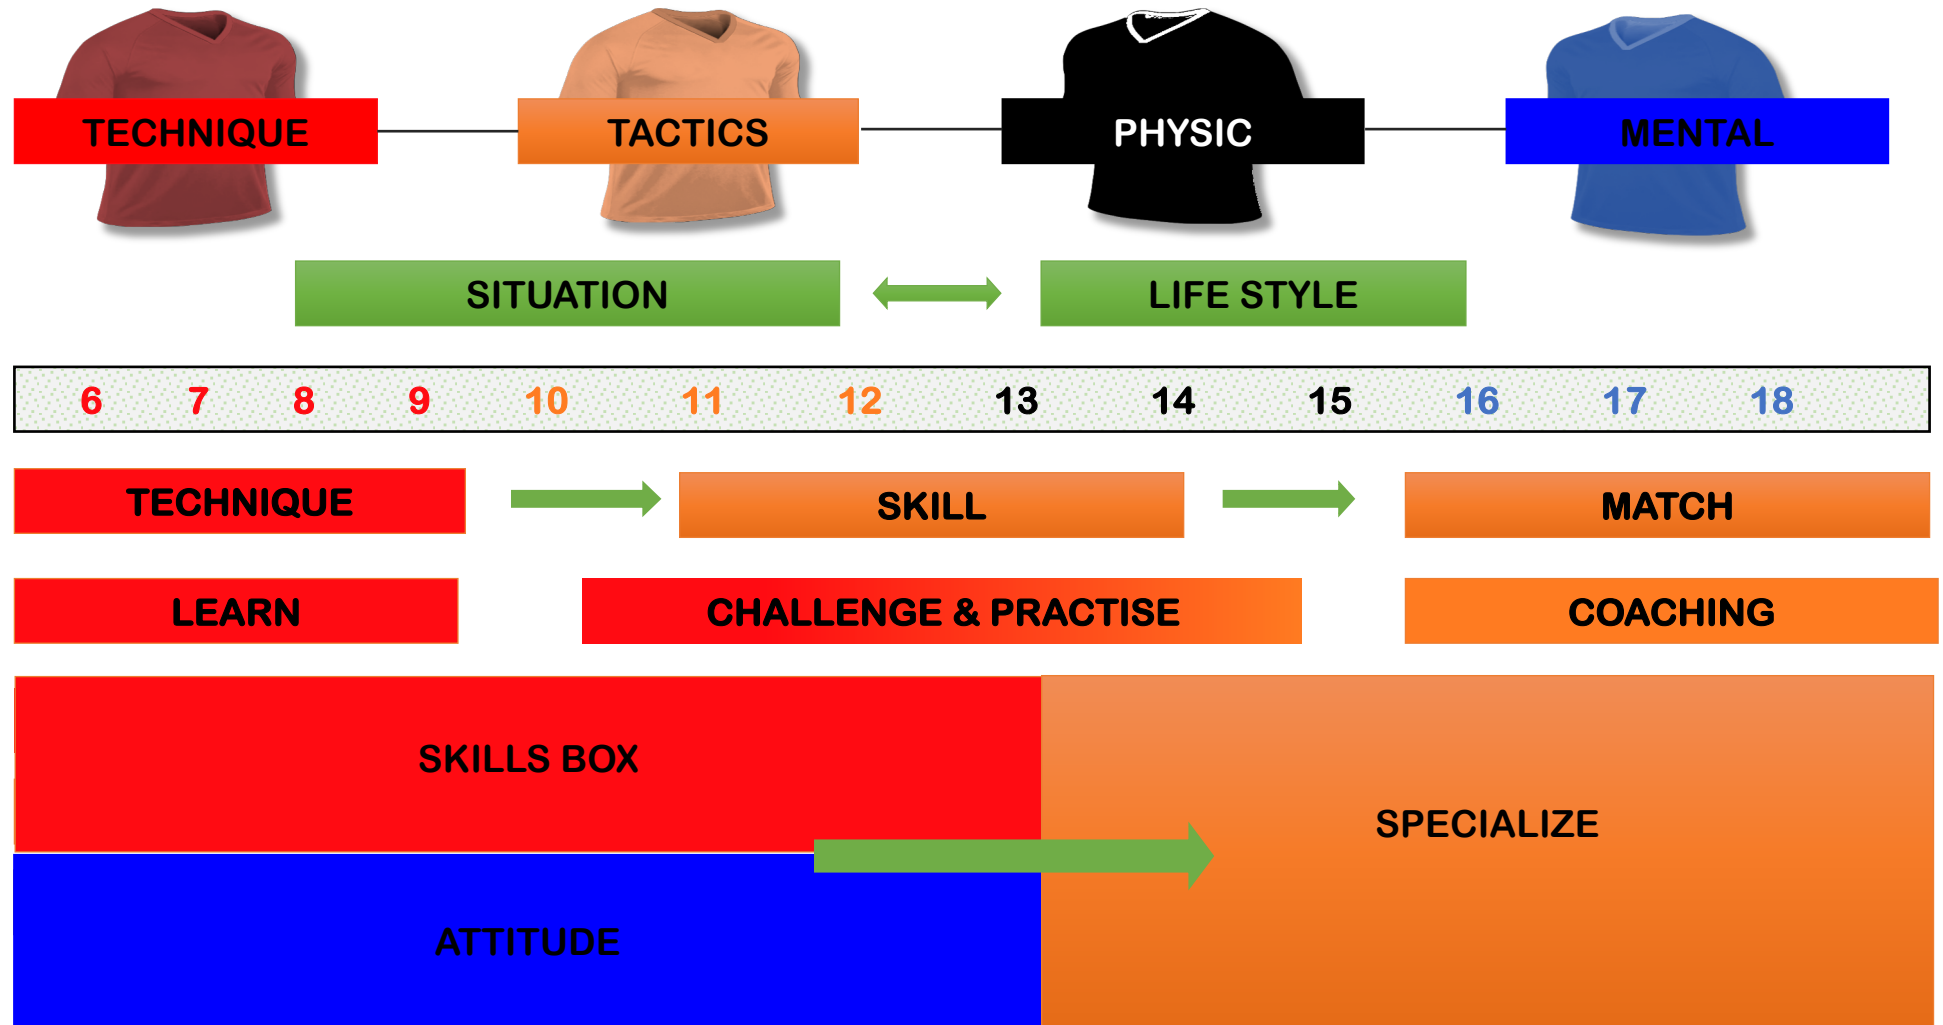 TECHNIQUE TACTICS PHYSIC MENTAL
SITUATION LIFE STYLE
6 7 8 9 10 11 12 13 14 15 16 17 18
TECHNIQUE SKILL MATCH
LEARN CHALLENGE & PRACTISE COACHING
SKILLS BOX
SPECIALIZE
ATTITUDE